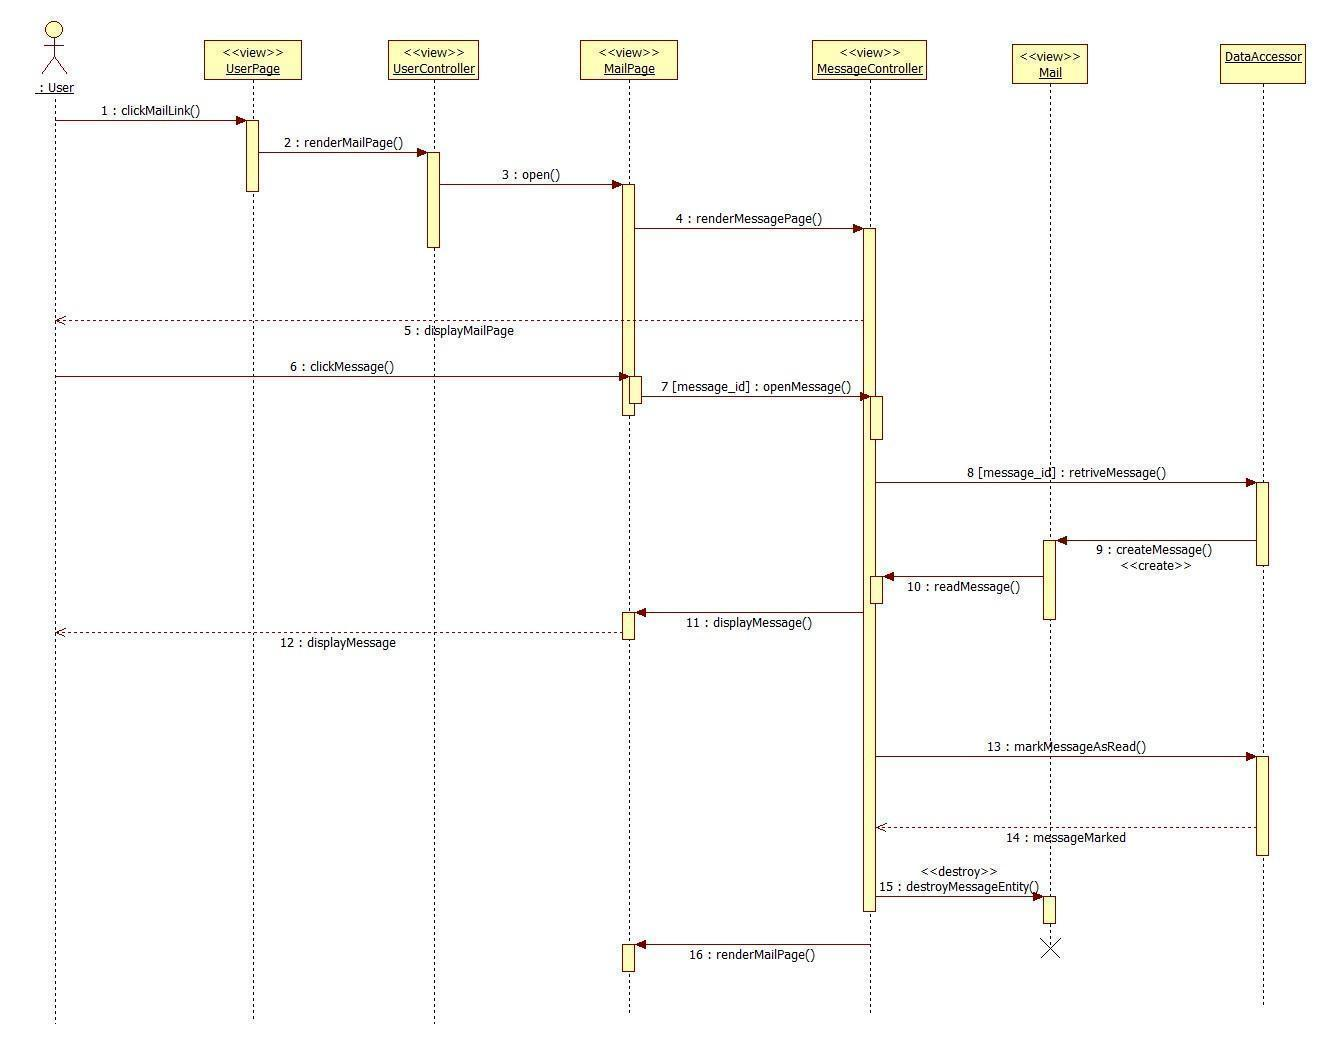 : User
<<view>>
UserPage
<<view>>
UserController
<<view>>
MailPage
<<view>>
MessageController
<<view>>
Mail
DataAccessor
1 : clickMailLink()
2 : renderMailPage()
3 : open()
4 : renderMessagePage()
5 : displayMailPage
6 : clickMessage()
7 [message_id] : openMessage()
8 [message_id] : retriveMessage()
9 : createMessage()
<<create>>
10 : readMessage()
11 : displayMessage()
12 : displayMessage
13 : markMessageAsRead()
14 : messageMarked
<<destroy>>
15 : destroyMessageEntity()
16 : renderMailPage()